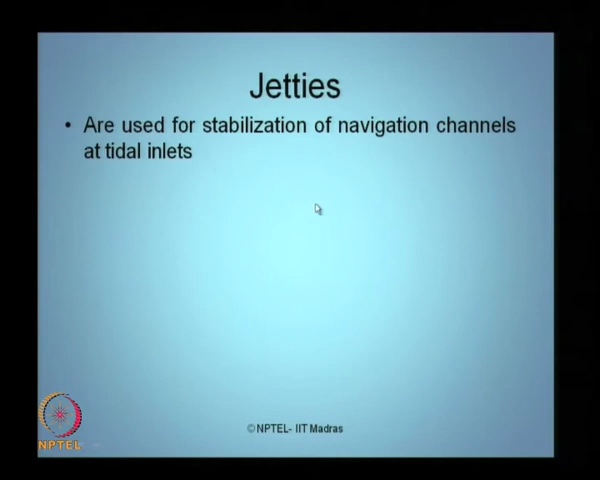 Jetties
• Are used for stabilization of navigation channels
at tidal inlets
NPTEL
© NPTEL- IIT Madras